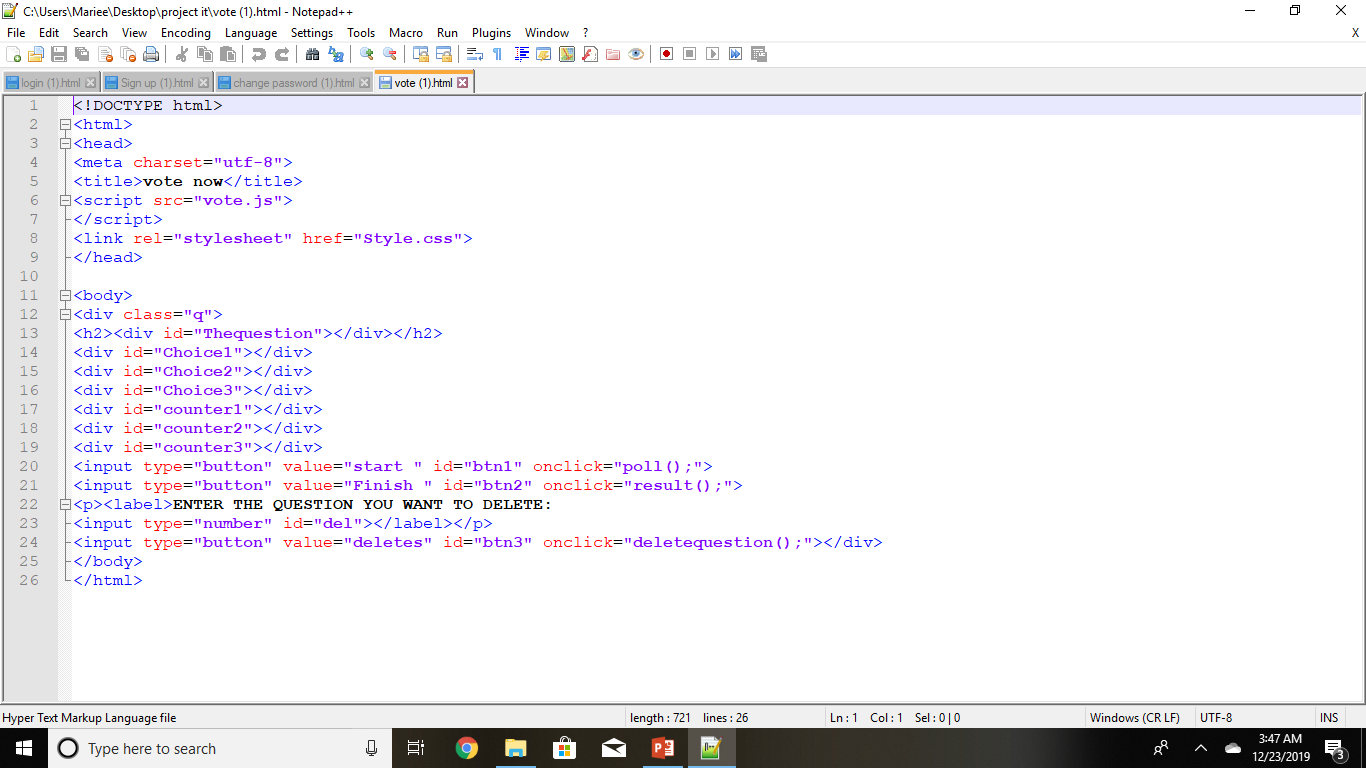 C:\Users\Mariee\Desktop\project it\vote (1).html - Notepad++
File Edit Search View Encoding Language Settings Tools Macro Run Plugins Window ? X
login (1).html Sign up (1).html change password (1).html vote (1).html
1 <!DOCTYPE html>
2 <html>
3 <head>
4 <meta charset="utf-8">
5 <title>vote now</title>
6 <script src="vote.js">
7 </script>
8 <link rel="stylesheet" href="Style.css">
9 </head>
10
11 <body>
12 <div class="q">
13 <h2><div id="Thequestion"></div></h2>
14 <div id="Choice1"></div>
15 <div id="Choice2"></div>
16 <div id="Choice3"></div>
17 <div id="counter1"></div>
18 <div id="counter2"></div>
19 <div id="counter3"></div>
20 <input type="button" value="start " id="btn1" onclick="poll();">
21 <input type="button" value="Finish " id="btn2" onclick="result();">
22 <p><label>ENTER THE QUESTION YOU WANT TO DELETE:
23 <input type="number" id="del"></label></p>
24 <input type="button" value="deletes" id="btn3" onclick="deletequestion();"></div>
25 </body>
26 </html>
Hyper Text Markup Language file length : 721 lines : 26 Ln : 1 Col : 1 Sel : 0 | 0 Windows (CR LF) UTF-8 INS
Type here to search 3:47 AM
12/23/2019 3